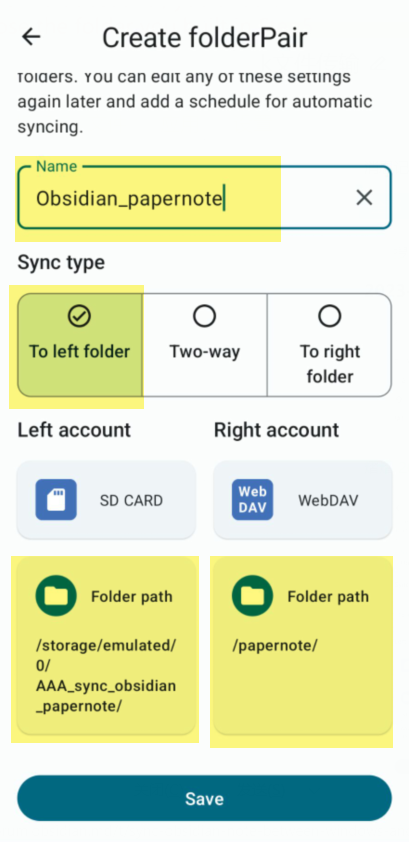 Create folderPair
folders. You can edit any of these settings
again later and add a schedule for automatic
syncing.
Name
Obsidian_papernote
Sync type
To left folder
Two-way
To right
folder
Left account
Right account
SD CARD
Web
DAV
WebDAV
Folder path
/storage/emulated/
0/
AAA_sync_obsidian
_papernote/
Folder path
/papernote/
Save